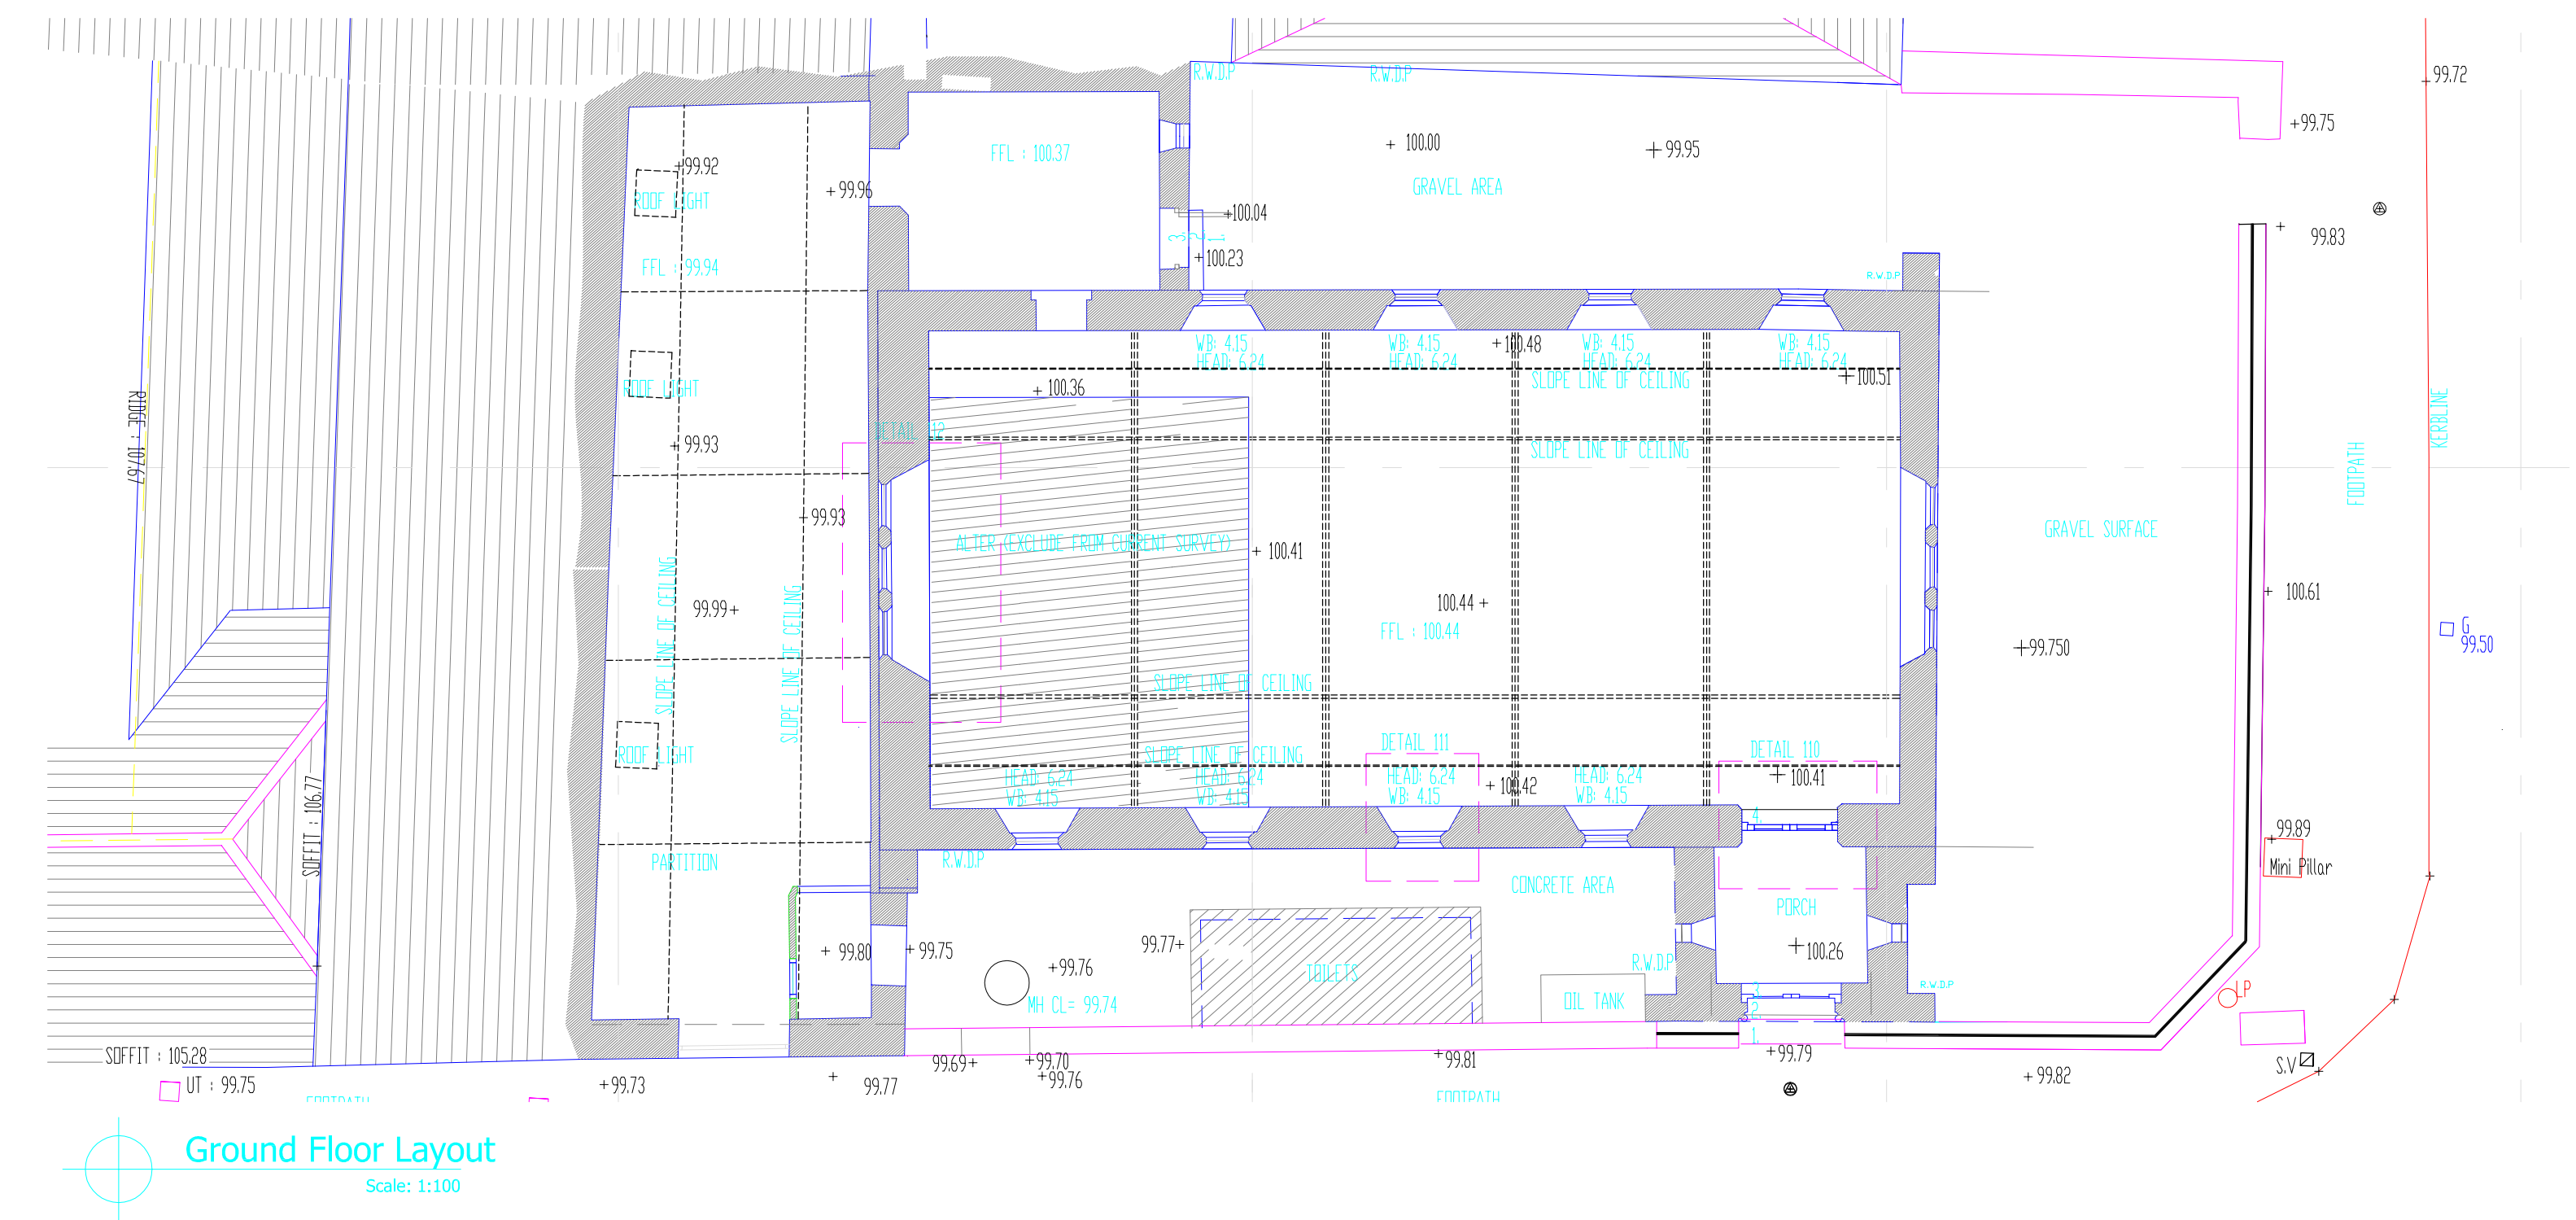 99.72
R.W.D.P
R.W.D.P
+99.75
FFL : 100.37
+ 100.00
+ 99.95
+99.92
GRAVEL AREA
+ 99.96
ROOF LIGHT
+100.04
3.
2.
1.
99.83
+100.23
FFL : 99.94
R.W.D.P
WB: 4.15
HEAD: 6.24
WB: 4.15
HEAD: 6.24
+100.48
WB: 4.15
HEAD: 6.24
WB: 4.15
HEAD: 6.24
SLOPE LINE OF CEILING
+100.51
ROOF LIGHT
+ 100.36
RIDGE : 107.67
KERBLINE
DETAIL 112
+99.93
SLOPE LINE OF CEILING
FOOTPATH
+99.93
GRAVEL SURFACE
ALTER (EXCLUDE FROM CURRENT SURVEY)
+ 100.41
+ 100.61
99.99+
100.44 +
FFL : 100.44
SLOPE LINE OF CEILING
SLOPE LINE OF CEILING
G
99.50
+99.750
SLOPE LINE OF CEILING
ROOF LIGHT
DETAIL 111
DETAIL 110
SLOPE LINE OF CEILING
HEAD: 6.24
WB: 4.15
HEAD: 6.24
WB: 4.15
HEAD: 6.24
WB: 4.15
+100.42
HEAD: 6.24
WB: 4.15
+ 100.41
4.
SOFFIT : 106.77
+99.89
Mini Pillar
PARTITION
R.W.D.P
CONCRETE AREA
PORCH
+ 99.80
+ 99.75
99.77+
+100.26
+99.76
R.W.D.P
TOILETS
R.W.D.P
LP
MH CL= 99.74
OIL TANK
3.
2.
1.
SOFFIT : 105.28
99.69+
+99.70
+99.81
+99.79
S.V
UT : 99.75
+99.73
99.77
+99.76
+ 99.82
FOOTPATH
FOOTPATH
Ground Floor Layout
Scale: 1:100